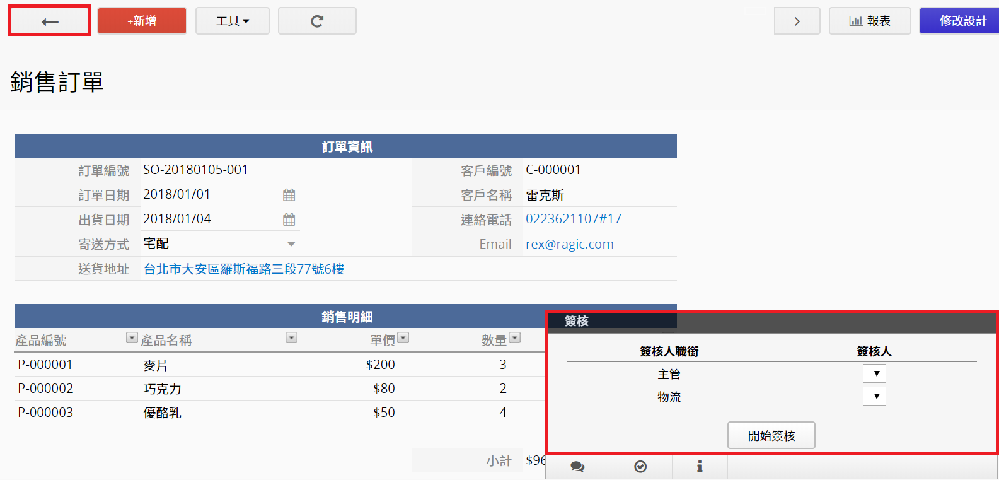 +新增 工具 報表 修改設計
銷售訂單
訂單資訊
訂單編號 SO-20180105-001 客戶編號 C-000001
訂單日期 2018/01/01 客戶名稱 雷克斯
出貨日期 2018/01/04 連絡電話 0223621107#17
寄送方式 宅配 Email rex@ragic.com
送貨地址 台北市大安區羅斯福路三段77號6樓
銷售明細
產品編號 產品名稱 單價 數量
P-000001 麥片 $200 3
P-000002 巧克力 $80 2
P-000003 優酪乳 $50 4
小計 $96
簽核
簽核人職銜 簽核人
主管
物流
開始簽核